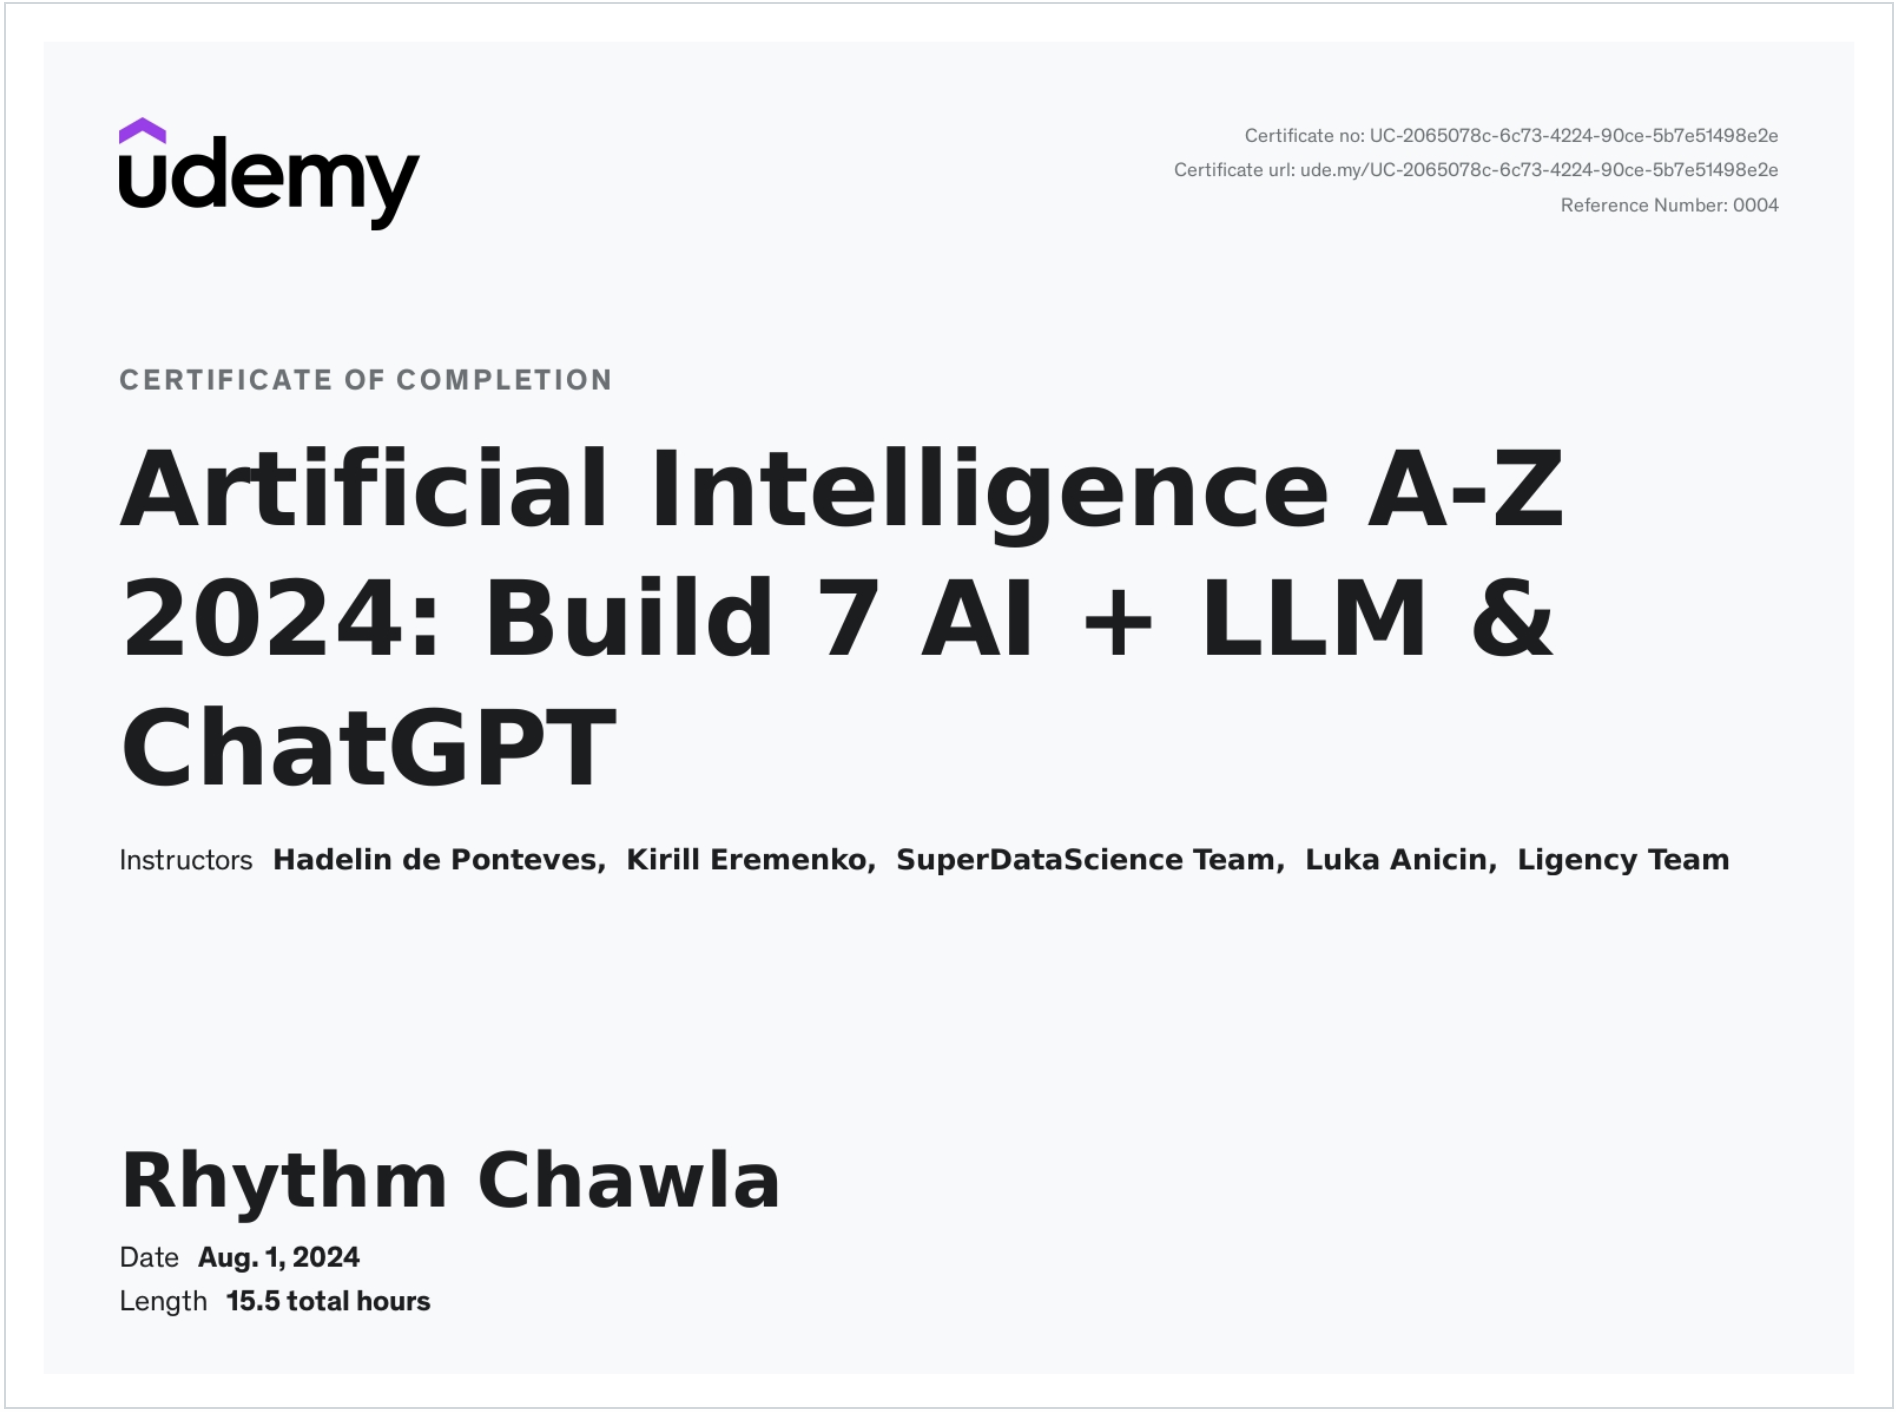 udemy
Certificate no: UC-2065078c-6c73-4224-90ce-5b7e51498e2e
Certificate url: ude.my/UC-2065078c-6c73-4224-90ce-5b7e51498e2e
Reference Number: 0004
CERTIFICATE OF COMPLETION
Artificial Intelligence A-Z
2024: Build 7 AI + LLM &
ChatGPT
Instructors Hadelin de Ponteves, Kirill Eremenko, SuperDataScience Team, Luka Anicin, Ligency Team
Rhythm Chawla
Date Aug. 1, 2024
Length 15.5 total hours